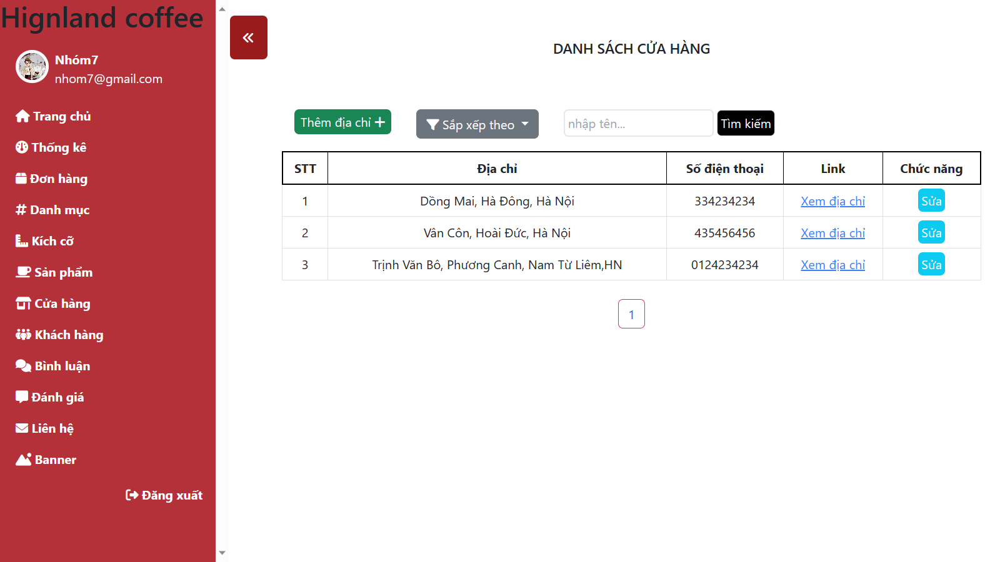 Hignland coffee
Nhóm7
nhom7@gmail.com
Trang chủ
Thống kê
Đơn hàng
Danh mục
Kích cỡ
Sản phẩm
Cửa hàng
Khách hàng
Bình luận
Đánh giá
Liên hệ
Banner
Đăng xuất
DANH SÁCH CỬA HÀNG
Thêm địa chỉ Sắp xếp theo nhập tên... Tìm kiếm
STT Địa chỉ Số điện thoại Link Chức năng
1 Dồng Mai, Hà Đông, Hà Nội 334234234 Xem địa chỉ Sửa
2 Vân Côn, Hoài Đức, Hà Nội 435456456 Xem địa chỉ Sửa
3 Trịnh Văn Bô, Phương Canh, Nam Từ Liêm,HN 0124234234 Xem địa chỉ Sửa
1